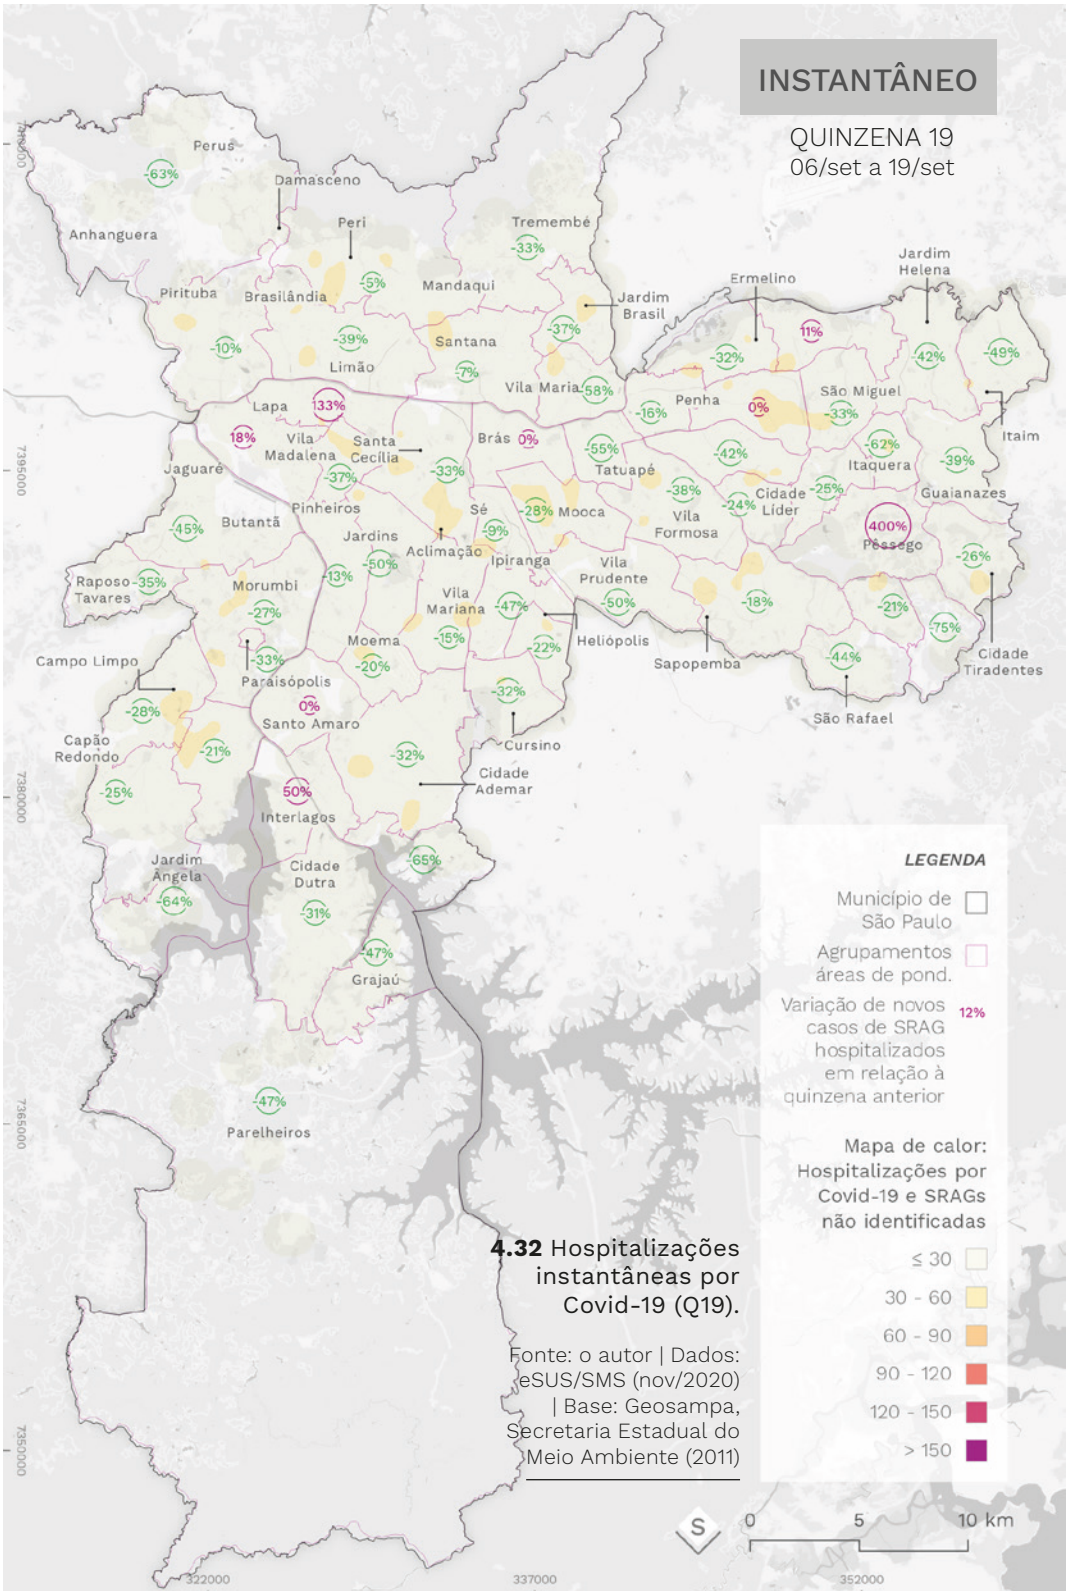 INSTANTÂNEO
QUINZENA 19
06/set a 19/set
Perus
-63%
Damasceno
Anhanguera
Peri
Tremembé
-33%
-5%
Mandaqui
Pirituba
Brasilândia
Jardim
Brasil
Ermelino
Jardim
Helena
-10%
-39%
Limão
Santana
-7%
-37%
Vila Maria
-58%
-32%
11%
-42%
-49%
Lapa
133%
18%
Vila
Madalena
Santa
Cecília
Brás
0%
-16%
Penha
0%
São Miguel
-33%
Itaim
Jaguaré
-37%
-33%
-55%
Tatuapé
-42%
-62%
Itaquera
-39%
Guaianazes
Pinheiros
Butantã
-45%
Jardins
Sé
-28%
Mocca
-38%
Vila
Formosa
-24%
Cidade
Líder
-25%
400%
Pêssego
Aclimação
-9%
Ipiranga
-50%
-13%
Raposo
Tavares
-35%
Morumbi
-27%
Vila
Mariana
-47%
Vila
Prudente
-50%
-18%
-26%
-21%
-75%
Cidade
Tiradentes
Heliópolis
-15%
-22%
Moema
-20%
Campo Limpo
-33%
Paraisópolis
Sapopemba
-44%
São Rafael
-28%
0%
Santo Amaro
-32%
Cursino
Capão
Redondo
-21%
-32%
Cidade
Ademar
-25%
50%
Interlagos
Jardim
Ângela
-64%
Cidade
Dutra
-31%
-65%
-47%
Grajaú
-47%
Parelheiros
LEGENDA
Município de
São Paulo
Agrupamentos
áreas de pond.
Variação de novos 12%
casos de SRAG
hospitalizados
em relação à
quinzena anterior
Mapa de calor:
Hospitalizações por
Covid-19 e SRAGs
não identificadas
≤ 30
30 - 60
60 - 90
90 - 120
120 - 150
> 150
4.32 Hospitalizações
instantâneas por
Covid-19 (Q19).
Fonte: o autor | Dados:
eSUS/SMS (nov/2020)
| Base: Geosampa,
Secretaria Estadual do
Meio Ambiente (2011)
S
0 5 10 km
7395000
7380000
7365000
7350000
322000
337000
352000